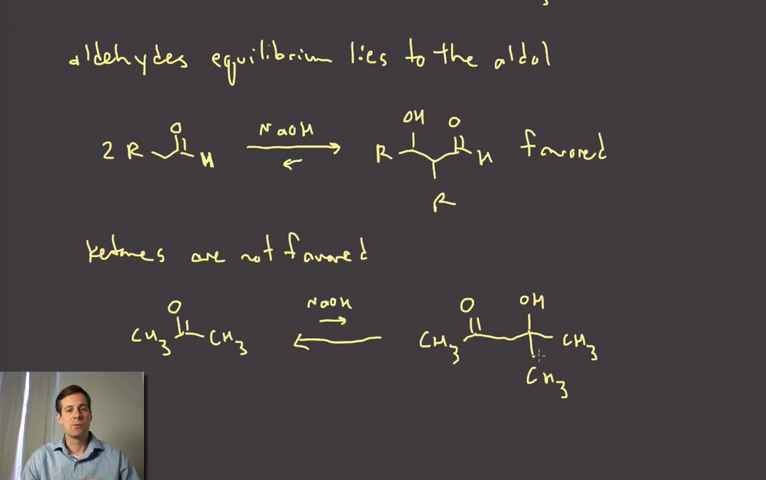 aldehydes equilibrium lies to the aldol
OH
O
O
2 R
H
NaOH
R
H
favored
R
ketones are not favored
O
NaOH
O
OH
CH3
CH3
CH3
CH3
CH3